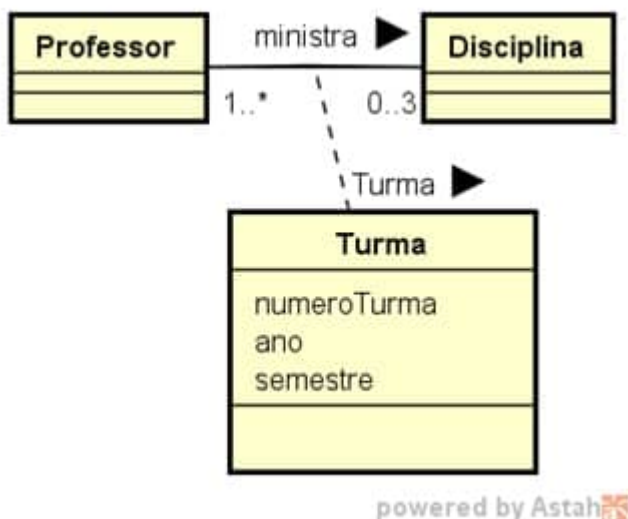 Professor
ministra ▶
Disciplina
1..*
0..3
Turma ▶
Turma
numeroTurma
ano
semestre
powered by Astah